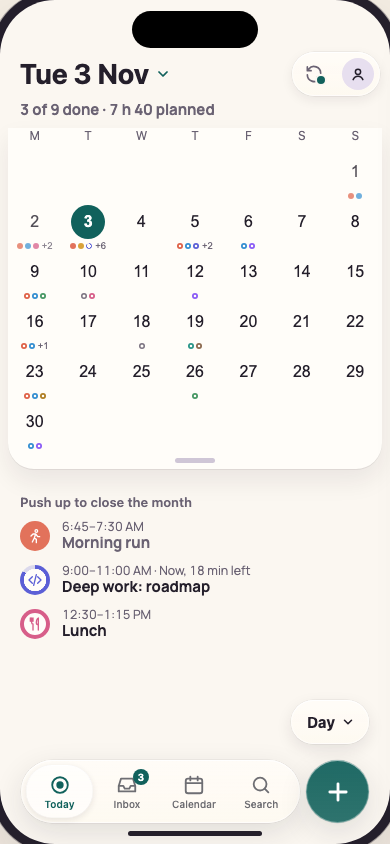 Tue 3 Nov
3 of 9 done · 7 h 40 planned
M T W T F S S
1
2 3 4 5 6 7 8
+2 +6 +2
9 10 11 12 13 14 15
16 17 18 19 20 21 22
+1
23 24 25 26 27 28 29
30
Push up to close the month
6:45–7:30 AM
Morning run
9:00–11:00 AM · Now, 18 min left
Deep work: roadmap
12:30–1:15 PM
Lunch
Day
3
Today Inbox Calendar Search